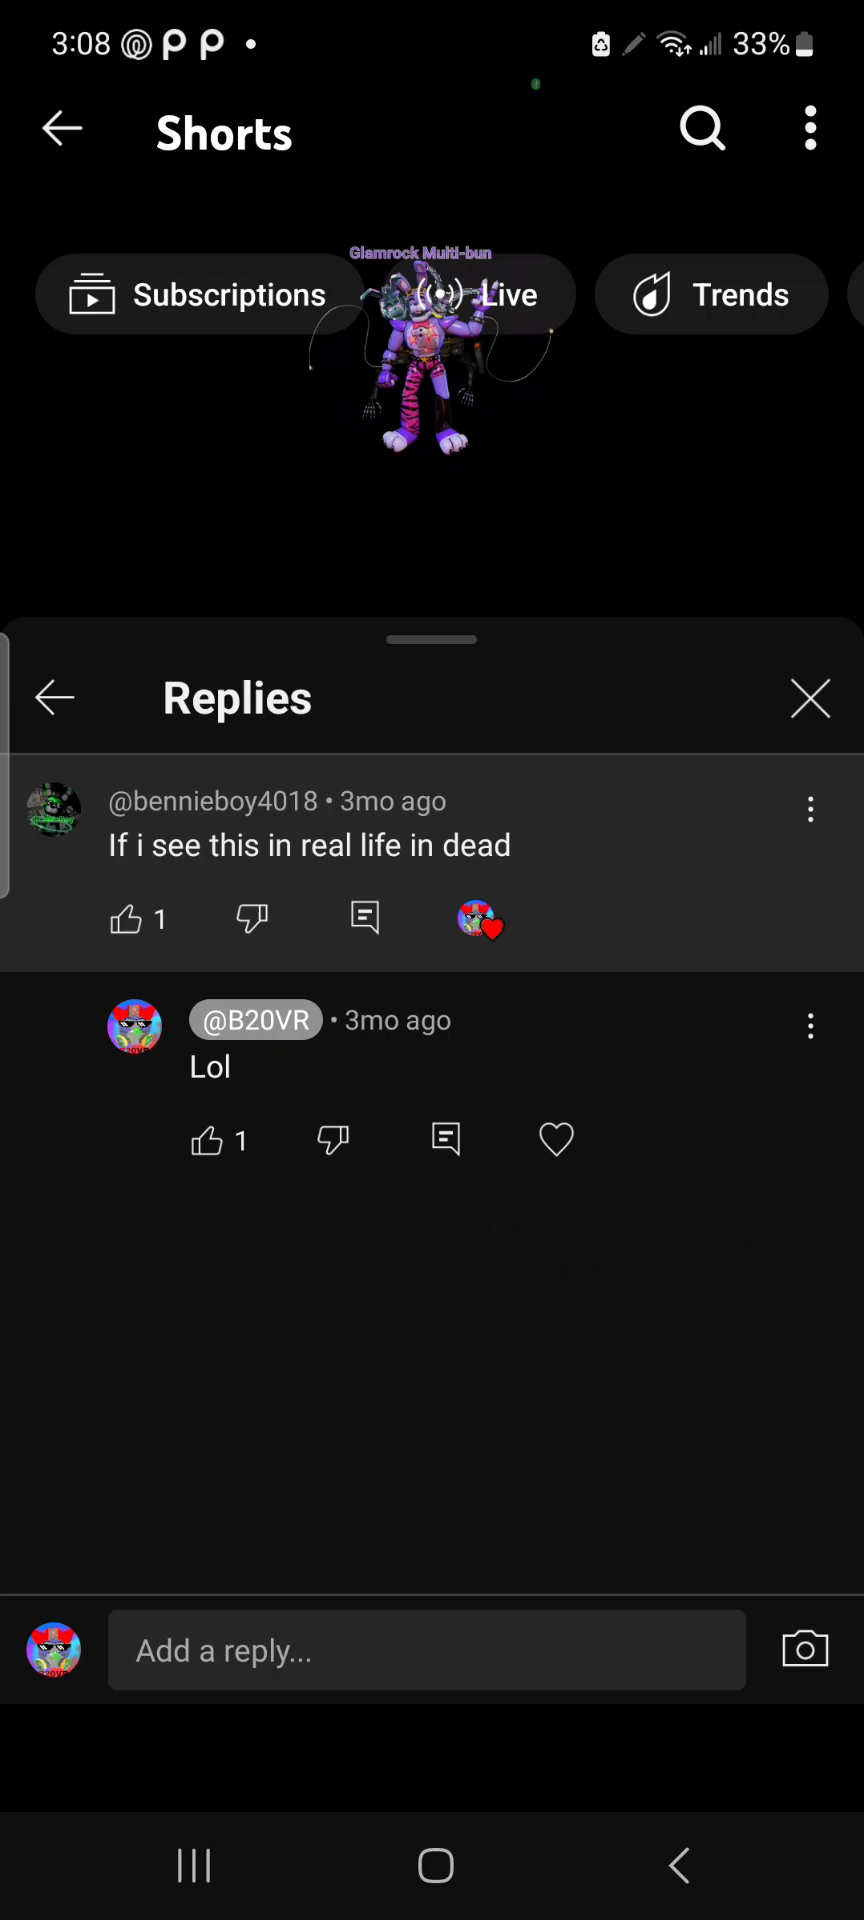 3:08
33%
Shorts
Glamrock Multi-bun
Subscriptions
Live
Trends
Replies
@bennieboy4018 • 3mo ago
If i see this in real life in dead
1
@B20VR • 3mo ago
Lol
1
Add a reply...